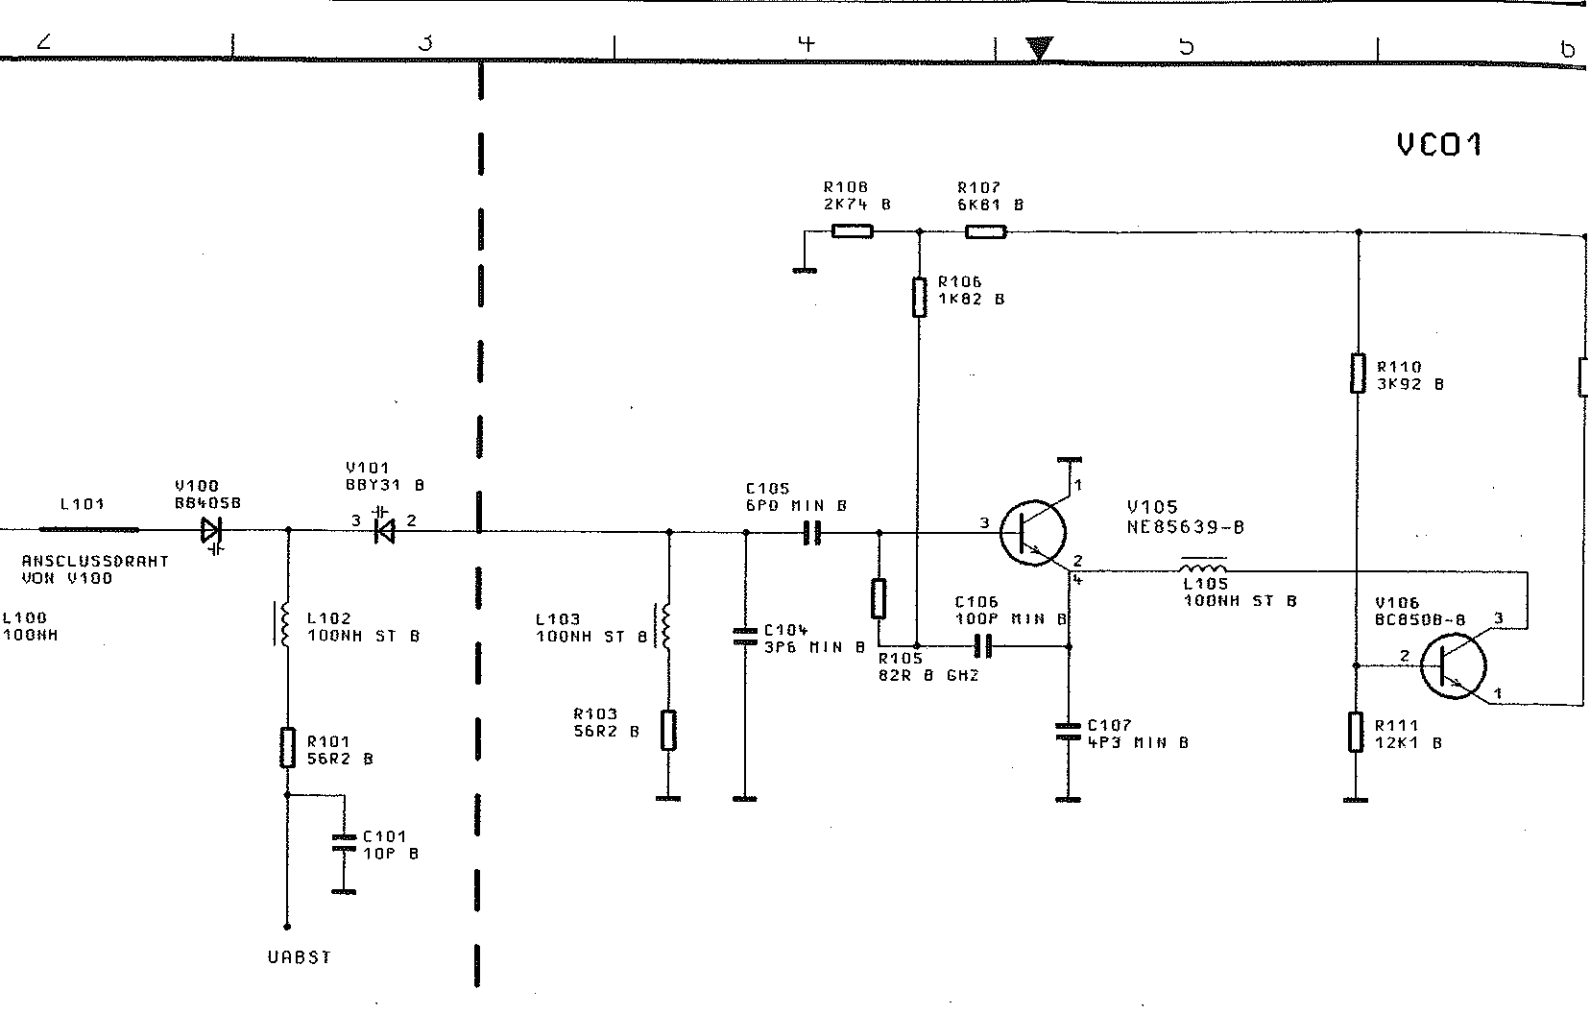 2 3 4 5 6
VCO1
R108
2K74 B
R107
6K81 B
R106
1K82 B
R110
3K92 B
L101
V100
BB405B
V101
BBY31 B
3
2
C105
6P0 MIN B
3
1
V105
NE85639-B
2
4
ANSCLUSSDRAHT
VON V100
L100
100NH
L102
100NH ST B
L103
100NH ST B
C104
3P6 MIN B
C106
100P MIN B
R105
82R B GHZ
L105
100NH ST B
V106
BC850B-B
3
2
1
R103
56R2 B
R101
56R2 B
C107
4P3 MIN B
R111
12K1 B
C101
10P B
UABST